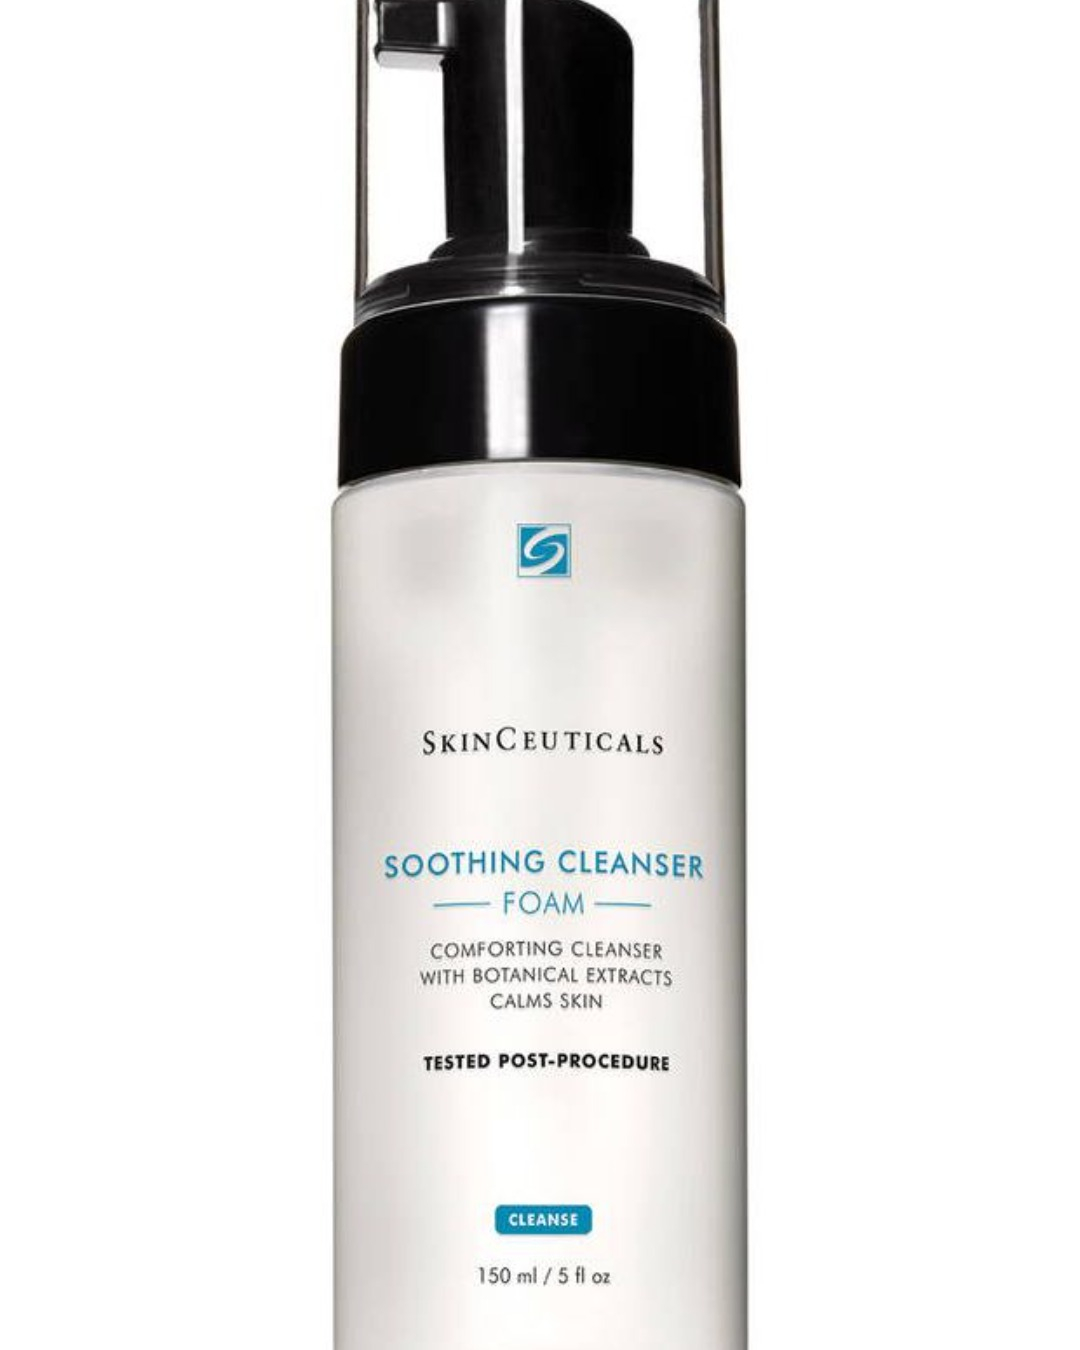 SKINCEUTICALS
SOOTHING CLEANSER
FOAM
COMFORTING CLEANSER
WITH BOTANICAL EXTRACTS
CALMS SKIN
TESTED POST-PROCEDURE
CLEANSE
150 ml / 5 fl oz